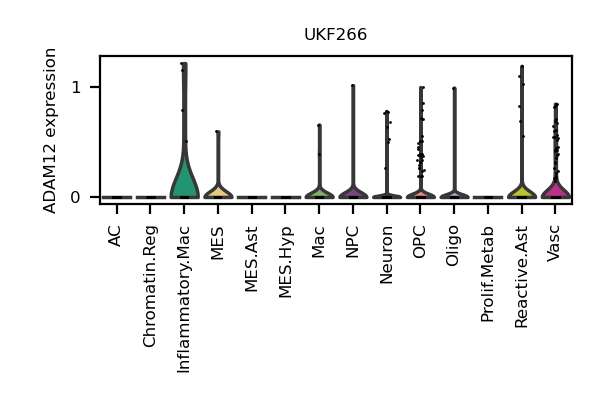 UKF266
ADAM12 expression
1
0
AC
Chromatin.Reg
Inflammatory.Mac
MES
MES.Ast
MES.Hyp
Mac
NPC
Neuron
OPC
Oligo
Prolif.Metab
Reactive.Ast
Vasc